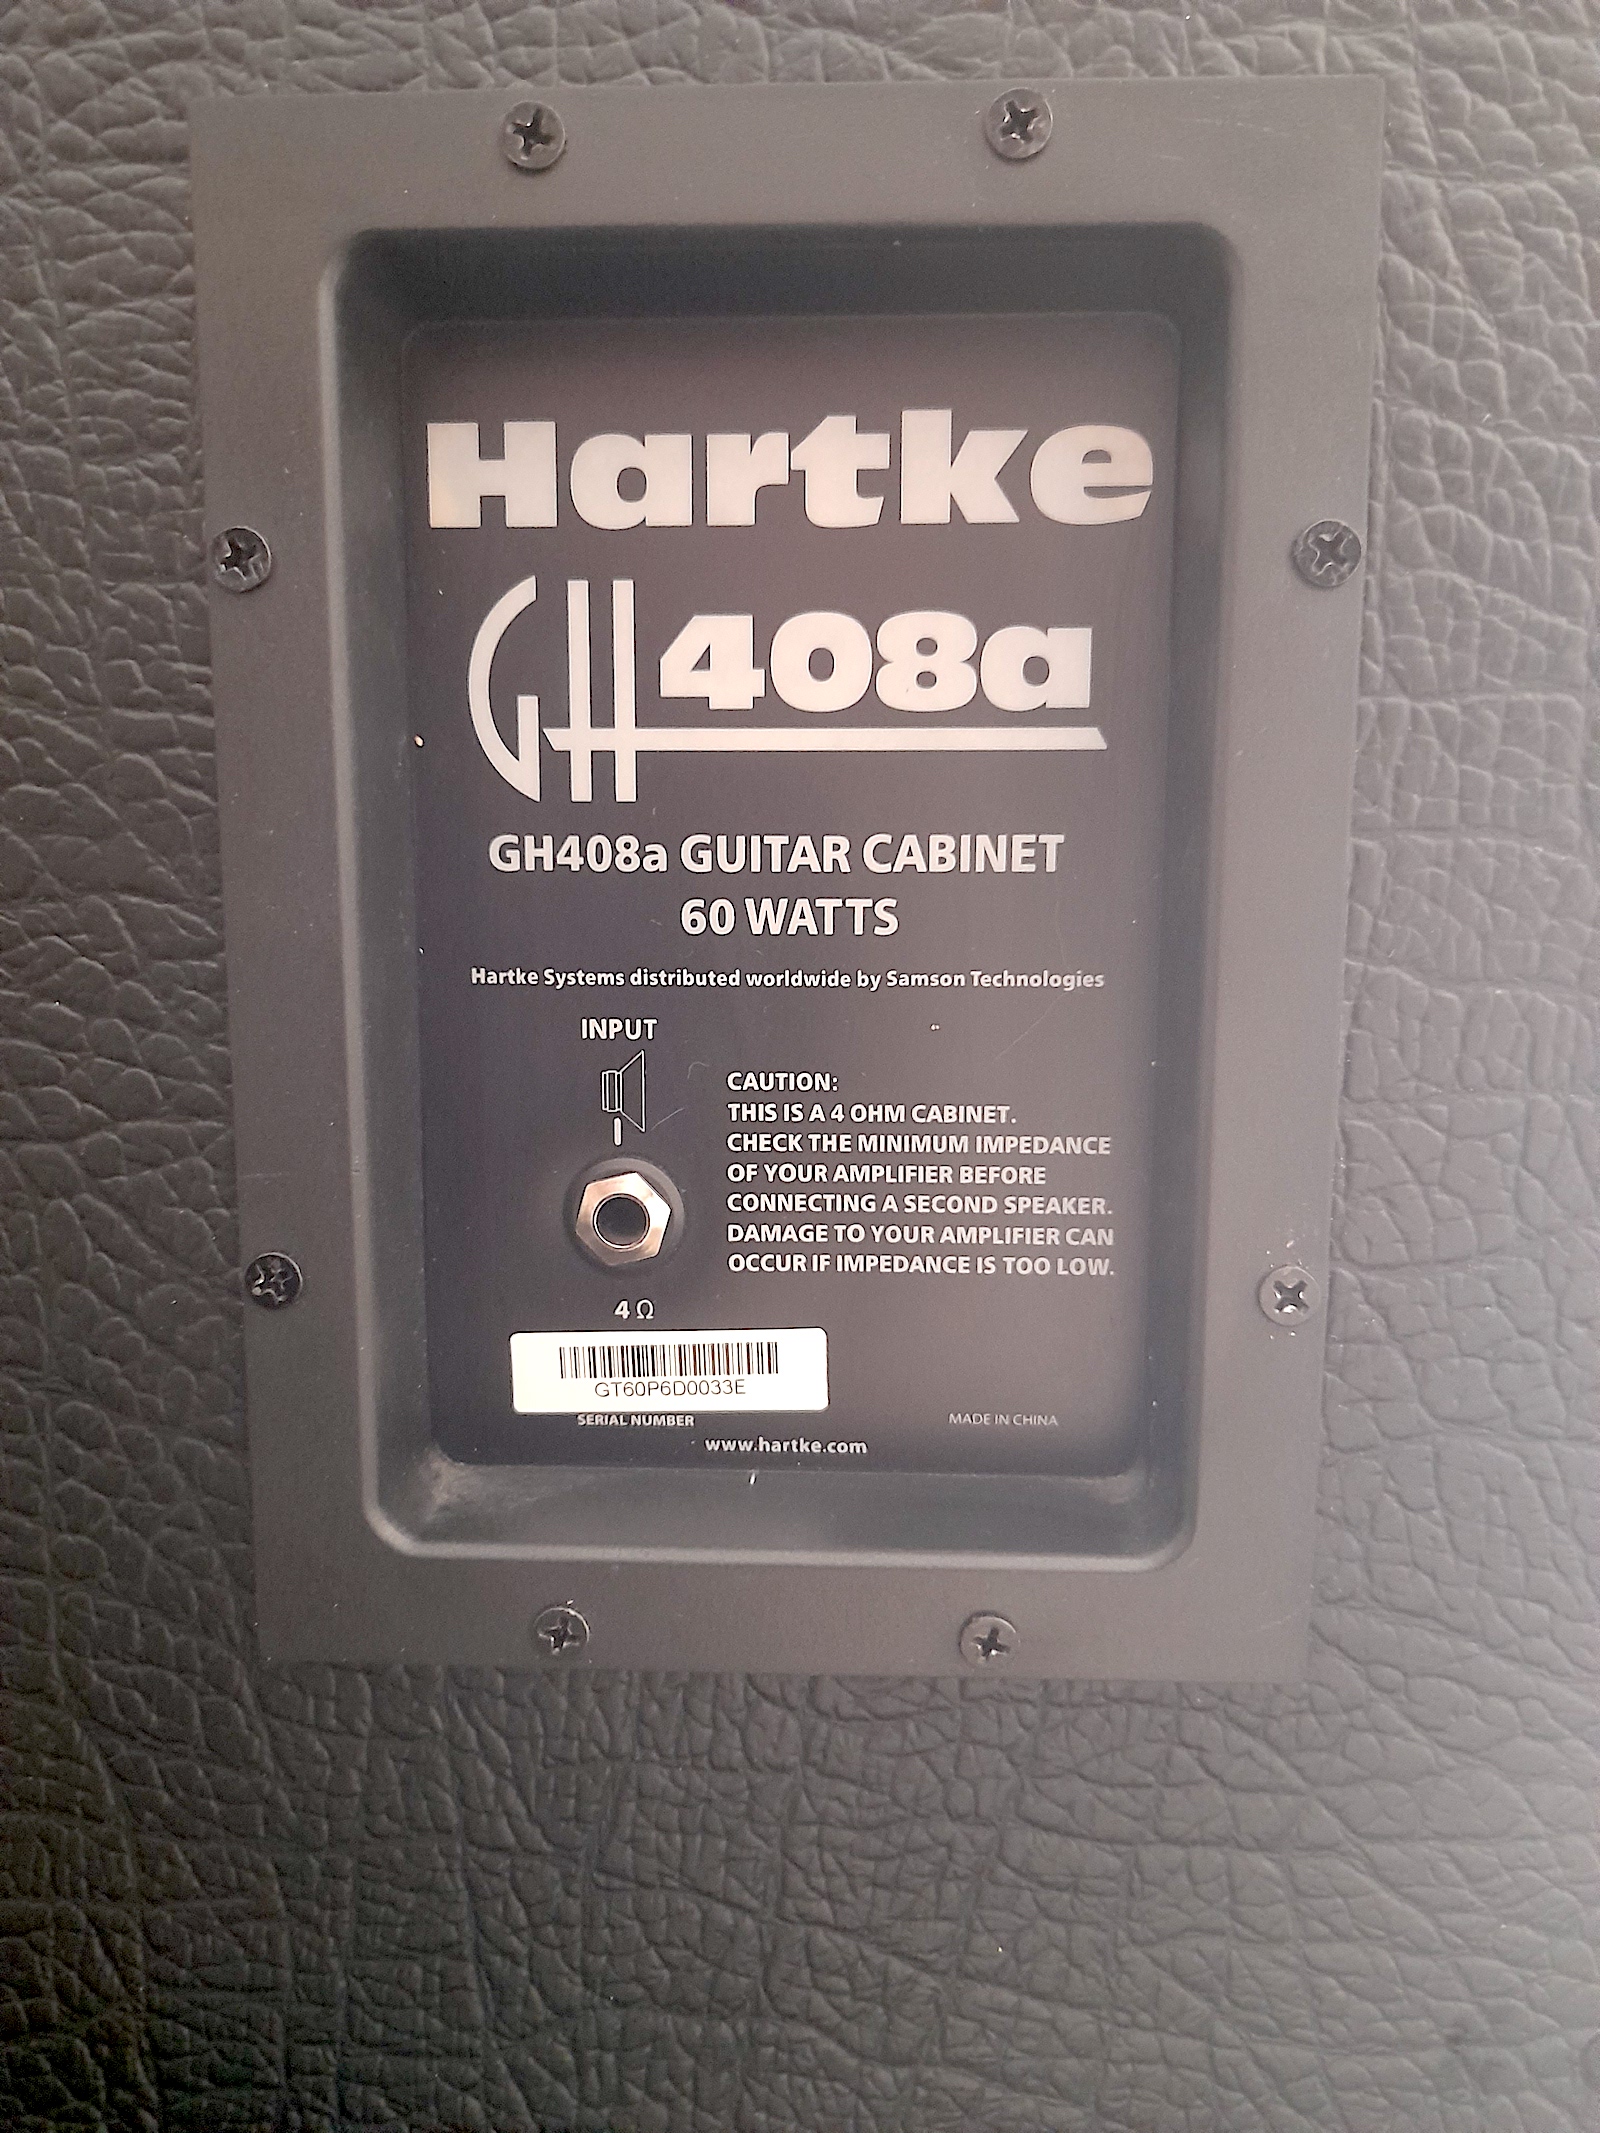 Hartke
GH408a
GH408a GUITAR CABINET
60 WATTS
Hartke Systems distributed worldwide by Samson Technologies
INPUT
CAUTION:
THIS IS A 4 OHM CABINET.
CHECK THE MINIMUM IMPEDANCE
OF YOUR AMPLIFIER BEFORE
CONNECTING A SECOND SPEAKER.
DAMAGE TO YOUR AMPLIFIER CAN
OCCUR IF IMPEDANCE IS TOO LOW.
4 Ω
GT60P6D0033E
SERIAL NUMBER
MADE IN CHINA
www.hartke.com